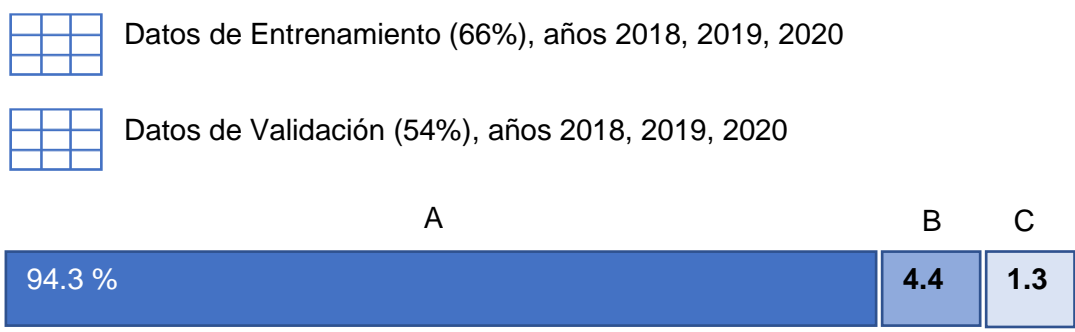 Datos de Entrenamiento (66%), años 2018, 2019, 2020
Datos de Validación (54%), años 2018, 2019, 2020
A B C
94.3 % 4.4 1.3